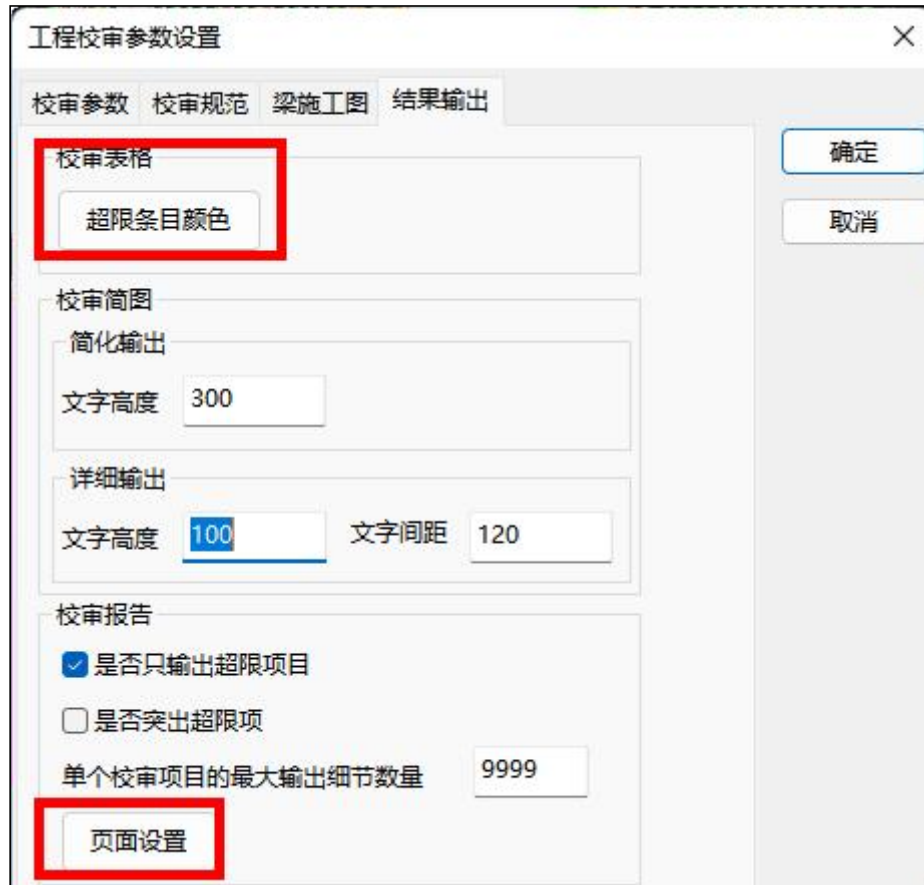 工程校审参数设置
校审参数 校审规范 梁施工图 结果输出
确定
取消
校审表格
超限条目颜色
校审简图
简化输出
文字高度 300
详细输出
文字高度 100 文字间距 120
校审报告
是否只输出超限项目
是否突出超限项
单个校审项目的最大输出细节数量 9999
页面设置